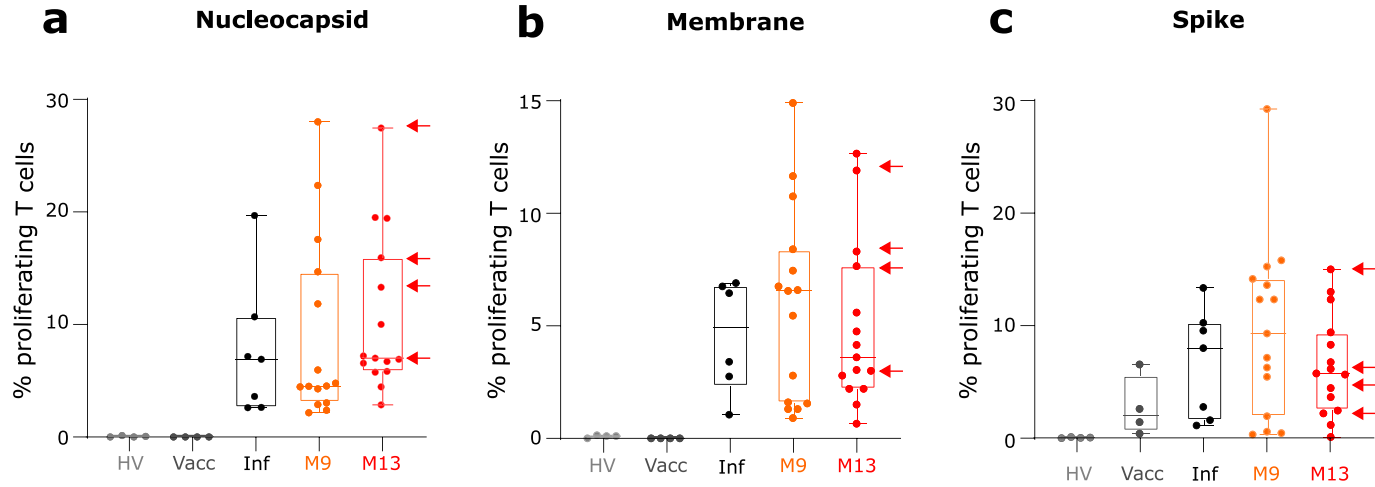 a Nucleocapsid
% proliferating T cells
30
20
10
0
HV Vacc Inf M9 M13
b Membrane
% proliferating T cells
15
10
5
0
HV Vacc Inf M9 M13
c Spike
% proliferating T cells
30
20
10
0
HV Vacc Inf M9 M13